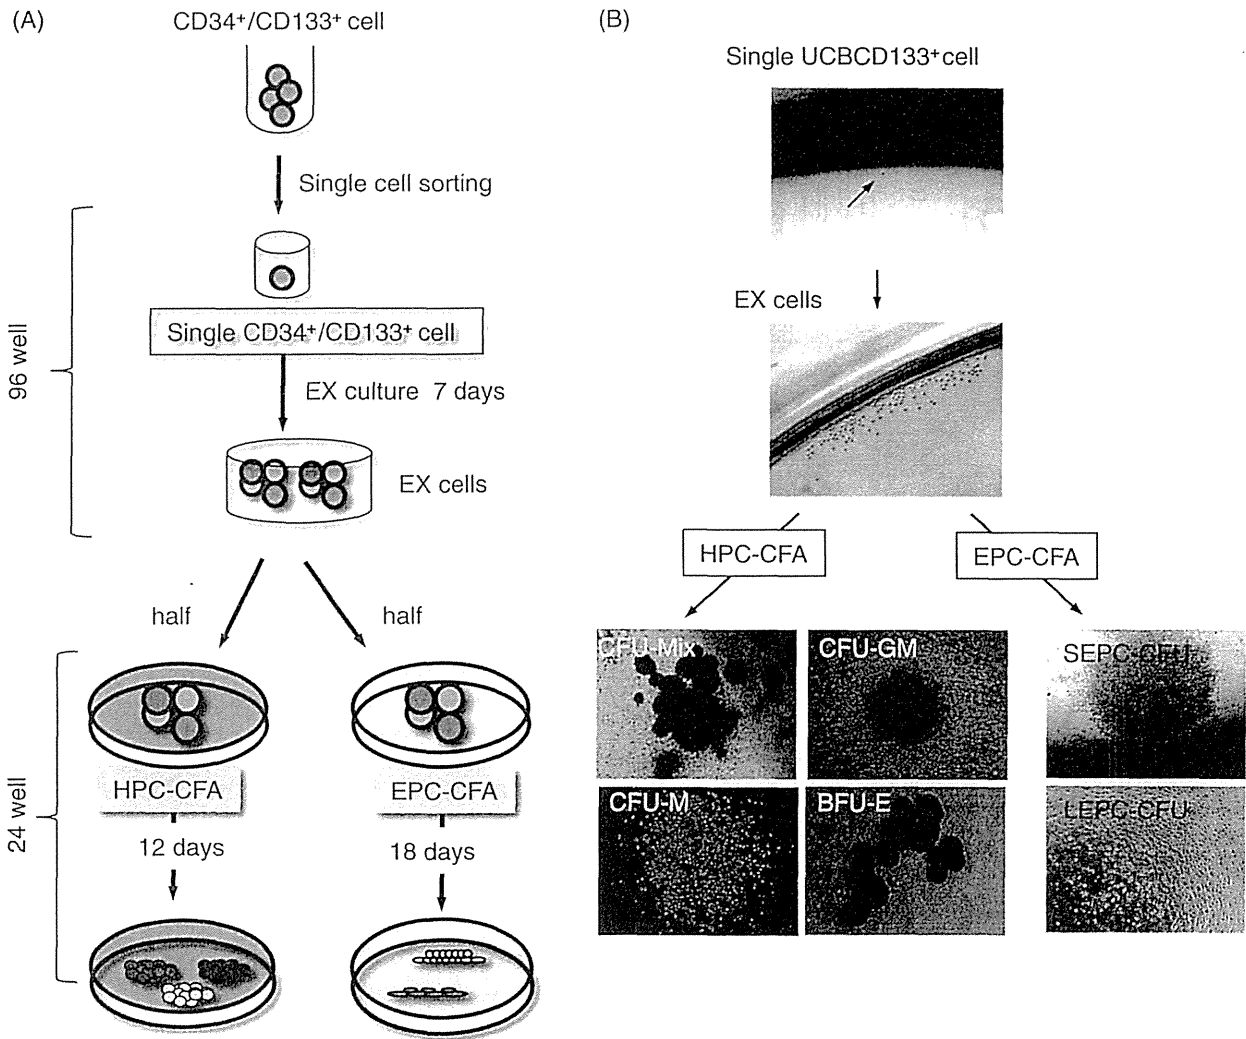 (A)
CD34⁺/CD133⁺ cell
Single cell sorting
96 well
Single CD34⁺/CD133⁺ cell
EX culture 7 days
EX cells
half
half
24 well
HPC-CFA
EPC-CFA
12 days
18 days
(B)
Single UCBCD133⁺cell
EX cells
HPC-CFA
EPC-CFA
CFU-Mix
CFU-GM
SEPC-CFU
CFU-M
BFU-E
LEPC-CFU